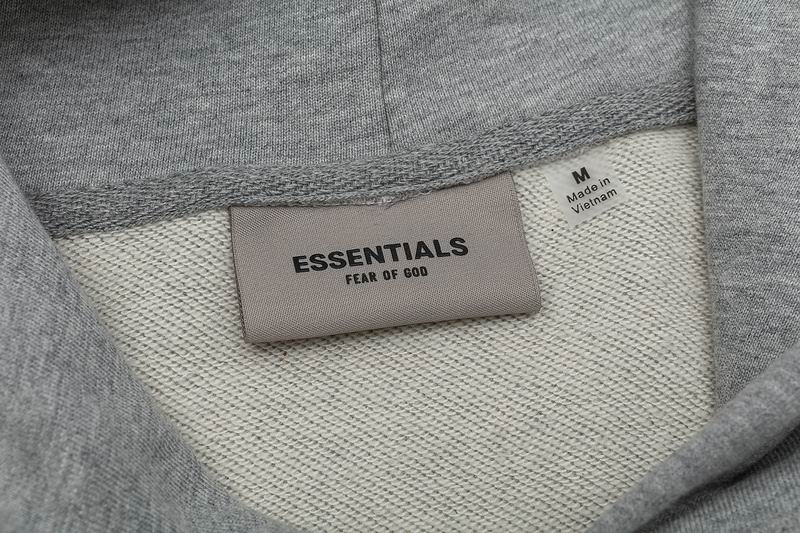 ESSENTIALS
FEAR OF GOD
M
Made in
Vietnam